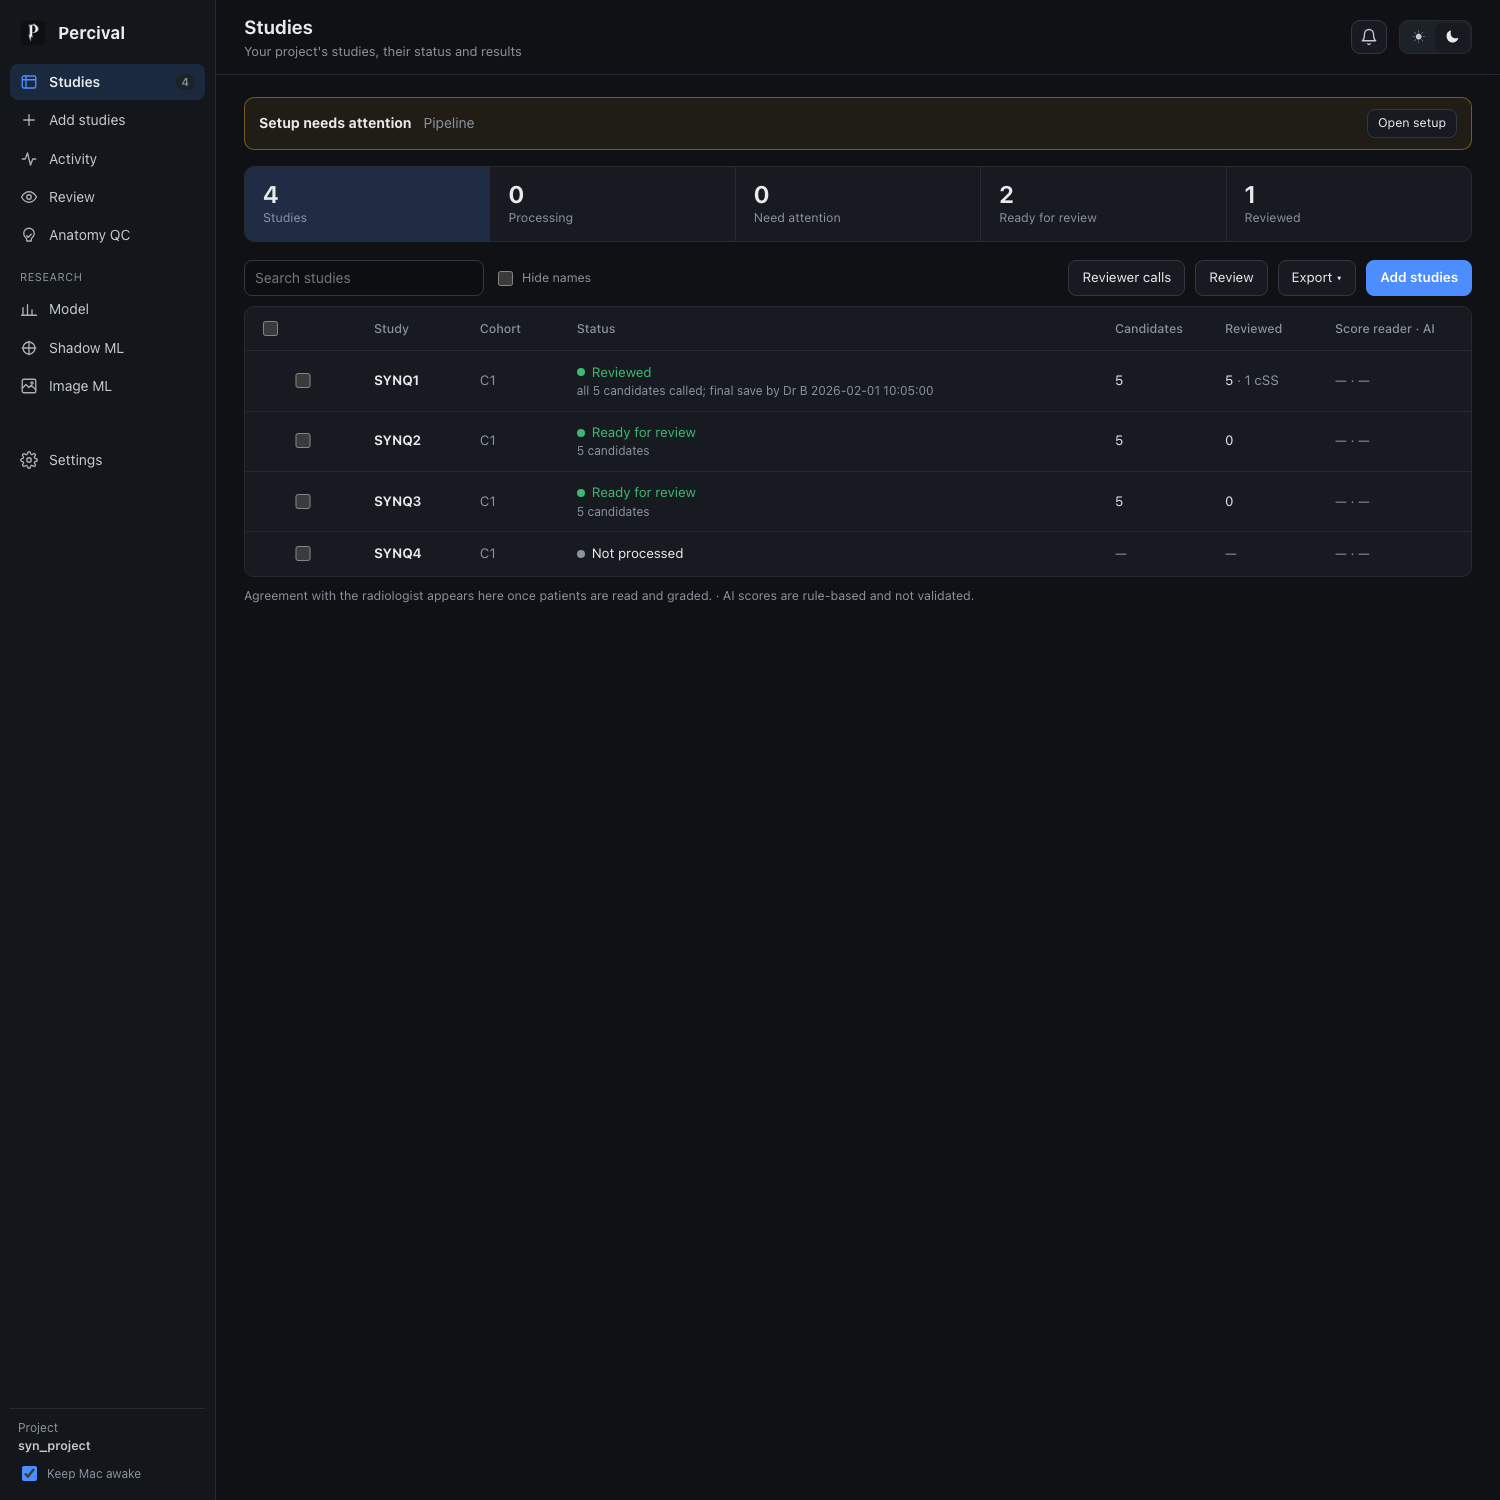 Percival
Studies 4
Add studies
Activity
Review
Anatomy QC
RESEARCH
Model
Shadow ML
Image ML
Settings
Project
syn_project
Keep Mac awake
Studies
Your project's studies, their status and results
Setup needs attention Pipeline Open setup
4 0 0 2 1
Studies Processing Need attention Ready for review Reviewed
Search studies Hide names Reviewer calls Review Export ▾ Add studies
Study Cohort Status Candidates Reviewed Score reader · AI
SYNQ1 C1 Reviewed 5 5 · 1 cSS — · —
all 5 candidates called; final save by Dr B 2026-02-01 10:05:00
SYNQ2 C1 Ready for review 5 0 — · —
5 candidates
SYNQ3 C1 Ready for review 5 0 — · —
5 candidates
SYNQ4 C1 Not processed — — — · —
Agreement with the radiologist appears here once patients are read and graded. · AI scores are rule-based and not validated.